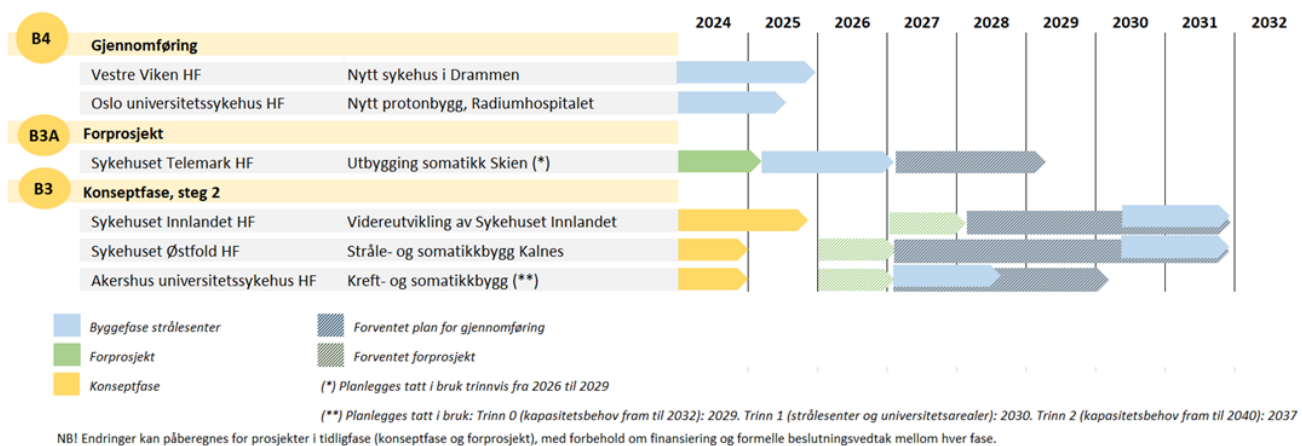 2024 2025 2026 2027 2028 2029 2030 2031 2032
B4
Gjennomføring
Vestre Viken HF Nytt sykehus i Drammen
Oslo universitetssykehus HF Nytt protonbygg, Radiumhospitalet
B3A
Forprosjekt
Sykehuset Telemark HF Utbygging somatikk Skien (*)
B3
Konseptfase, steg 2
Sykehuset Innlandet HF Videreutvikling av Sykehuset Innlandet
Sykehuset Østfold HF Stråle- og somatikkbygg Kalnes
Akershus universitetssykehus HF Kreft- og somatikkbygg (**)
Byggefase strålesenter Forventet plan for gjennomføring
Forprosjekt Forventet forprosjekt
Konseptfase (*) Planlegges tatt i bruk trinnvis fra 2026 til 2029
(**) Planlegges tatt i bruk: Trinn 0 (kapasitetsbehov fram til 2032): 2029. Trinn 1 (strålesenter og universitetsarealer): 2030. Trinn 2 (kapasitetsbehov fram til 2040): 2037
NB! Endringer kan påberegnes for prosjekter i tidligfase (konseptfase og forprosjekt), med forbehold om finansiering og formelle beslutningsvedtak mellom hver fase.